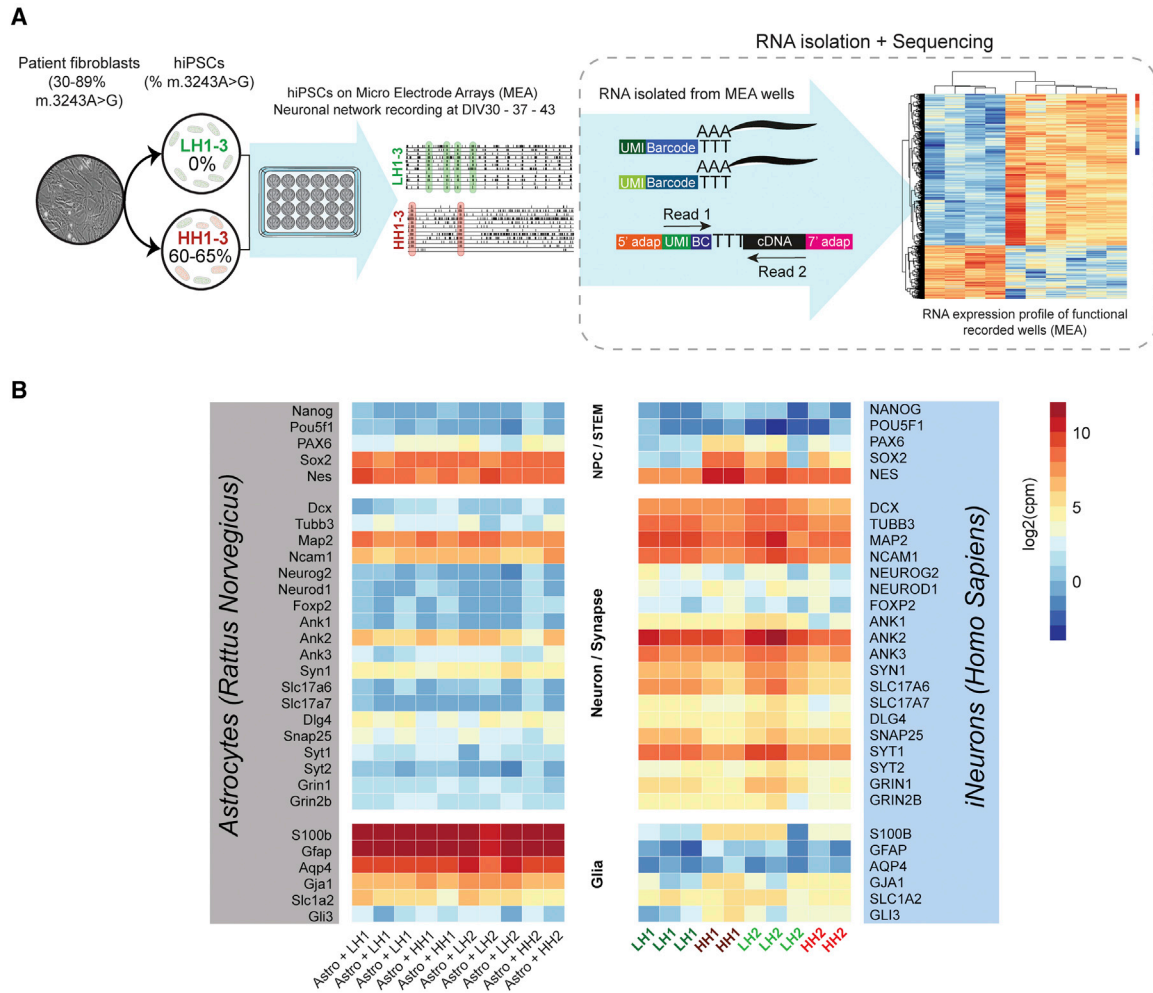 A
Patient fibroblasts
(30-89%
m.3243A>G)
hiPSCs
(% m.3243A>G)
LH1-3
0%
HH1-3
60-65%
hiPSCs on Micro Electrode Arrays (MEA)
Neuronal network recording at DIV30 - 37 - 43
LH1-3
HH1-3
RNA isolation + Sequencing
RNA isolated from MEA wells
AAA
UMI Barcode TTT
AAA
UMI Barcode TTT
Read 1
5' adap UMI BC TTT cDNA 7' adap
Read 2
RNA expression profile of functional
recorded wells (MEA)
B
Astrocytes (Rattus Norvegicus)
Nanog
Pou5f1
PAX6
Sox2
Nes
Dcx
Tubb3
Map2
Ncam1
Neurog2
Neurod1
Foxp2
Ank1
Ank2
Ank3
Syn1
Slc17a6
Slc17a7
Dlg4
Snap25
Syt1
Syt2
Grin1
Grin2b
S100b
Gfap
Aqp4
Gja1
Slc1a2
Gli3
Astro + LH1
Astro + LH1
Astro + LH1
Astro + HH1
Astro + HH1
Astro + LH2
Astro + LH2
Astro + LH2
Astro + HH2
Astro + HH2
NPC / STEM
Neuron / Synapse
Glia
NANOG
POU5F1
PAX6
SOX2
NES
DCX
TUBB3
MAP2
NCAM1
NEUROG2
NEUROD1
FOXP2
ANK1
ANK2
ANK3
SYN1
SLC17A6
SLC17A7
DLG4
SNAP25
SYT1
SYT2
GRIN1
GRIN2B
S100B
GFAP
AQP4
GJA1
SLC1A2
GLI3
LH1
LH1
LH1
HH1
HH1
LH2
LH2
LH2
HH2
HH2
iNeurons (Homo Sapiens)
log2(cpm)
10
5
0